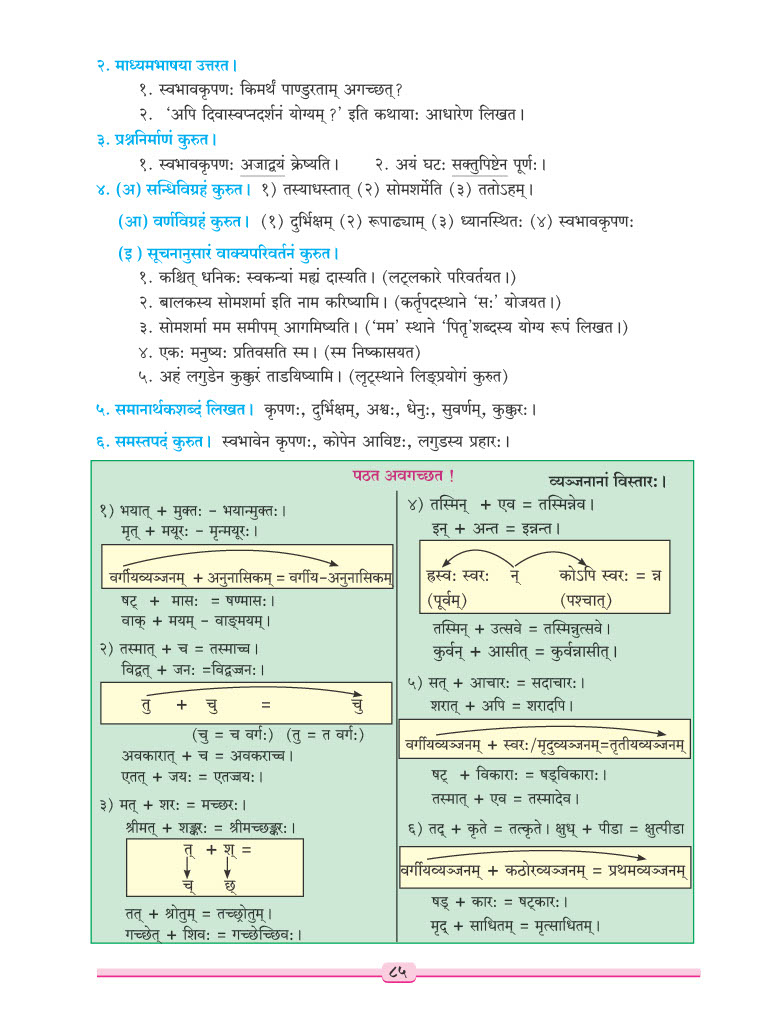 २. माध्यमभाषया उत्तरत।
१. स्वभावकृपण: किमर्थं पाण्डुरताम् अगच्छत्?
२. ‘अपि दिवास्वप्नदर्शनं योग्यम् ?’ इति कथाया: आधारेण लिखत।
३. प्रश्ननिर्माणं कुरुत।
१. स्वभावकृपण: अजाद्वयं क्रेष्यति। २. अयं घट: सक्तुपिष्टेन पूर्ण:।
४. (अ) सन्धिविग्रहं कुरुत। १) तस्याधस्तात् (२) सोमशर्मेति (३) ततोऽहम्।
(आ) वर्णविग्रहं कुरुत। (१) दुर्भिक्षम् (२) रूपाढ्याम् (३) ध्यानस्थित: (४) स्वभावकृपण:
(इ ) सूचनानुसारं वाक्यपरिवर्तनं कुरुत।
१. कश्चित् धनिक: स्वकन्यां मह्यं दास्यति। (लट्लकारे परिवर्तयत।)
२. बालकस्य सोमशर्मा इति नाम करिष्यामि। (कर्तृपदस्थाने ‘स:’ योजयत।)
३. सोमशर्मा मम समीपम् आगमिष्यति। (‘मम’ स्थाने ‘पितृ’शब्दस्य योग्य रूपं लिखत।)
४. एक: मनुष्य: प्रतिवसति स्म। (स्म निष्कासयत)
५. अहं लगुडेन कुक्कुरं ताडयिष्यामि। (लृट्स्थाने लिङ्प्रयोगं कुरुत)
५. समानार्थकशब्दं लिखत। कृपण:, दुर्भिक्षम्, अश्व:, धेनु:, सुवर्णम्, कुक्कुर:।
६. समस्तपदं कुरुत। स्वभावेन कृपण:, कोपेन आविष्ट:, लगुडस्य प्रहार:।
पठत अवगच्छत !
व्यञ्जनानां विस्तार:।
१) भयात् + मुक्त: – भयान्मुक्त:।
मृत् + मयूर: – मृन्मयूर:।
वर्गीयव्यञ्जनम् + अनुनासिकम् = वर्गीय-अनुनासिकम्
षट् + मास: = षण्मास:।
वाक् + मयम् - वाङ्मयम्।
२) तस्मात् + च = तस्माच्च।
विद्वत् + जन: =विद्वज्जन:।
तु + चु = चु
(चु = च वर्ग:) (तु = त वर्ग:)
अवकारात् + च = अवकराच्च।
एतत् + जय: = एतज्जय:।
३) मत् + शर: = मच्छर:।
श्रीमत् + शङ्कर: = श्रीमच्छङ्कर:।
त् + श् =
च् छ्
तत् + श्रोतुम् = तच्छ्रोतुम्।
गच्छेत् + शिव: = गच्छेच्छिव:।
४) तस्मिन् + एव = तस्मिन्नेव।
इन् + अन्त = इन्नन्त।
ह्रस्व: स्वर: न् कोऽपि स्वर: = न्न
(पूर्वम्) (पश्चात्)
तस्मिन् + उत्सवे = तस्मिन्नुत्सवे।
कुर्वन् + आसीत् = कुर्वन्नासीत्।
५) सत् + आचार: = सदाचार:।
शरात् + अपि = शरादपि।
वर्गीयव्यञ्जनम् + स्वर:/मृदुव्यञ्जनम्=तृतीयव्यञ्जनम्
षट् + विकारा: = षड्विकारा:।
तस्मात् + एव = तस्मादेव।
६) तद् + कृते = तत्कृते। क्षुध् + पीडा = क्षुत्पीडा
वर्गीयव्यञ्जनम् + कठोरव्यञ्जनम् = प्रथमव्यञ्जनम्
षड् + कार: = षट्कार:।
मृद् + साधितम् = मृत्साधितम्।
८५